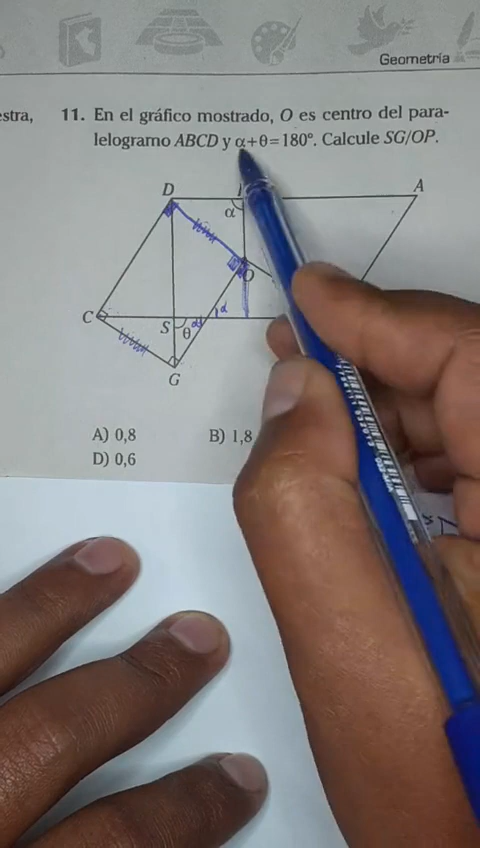 Geometría
estra,
11. En el gráfico mostrado, O es centro del para-
lelogramo ABCD y α+θ=180°. Calcule SG/OP.
D
A
α
O
C
S
θ
α
G
A) 0,8
B) 1,8
D) 0,6